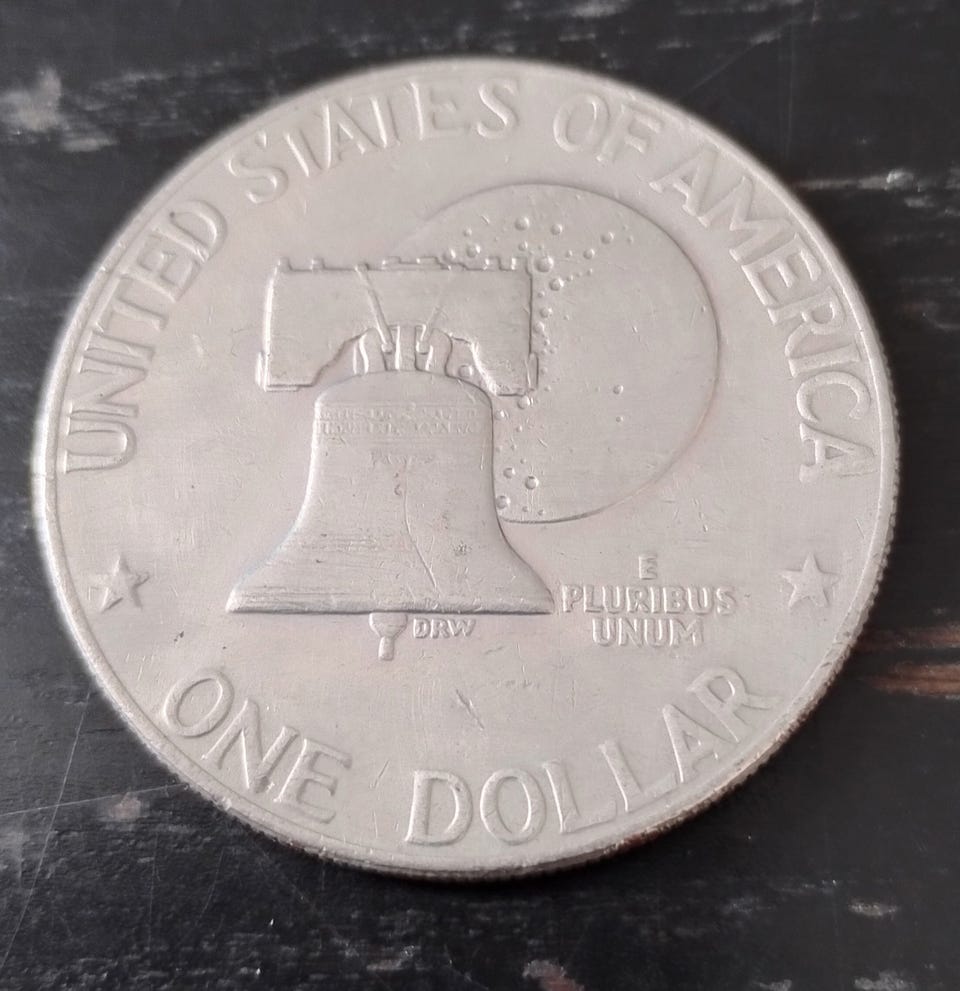 UNITED STATES OF AMERICA
E
PLURIBUS
UNUM
DRW
ONE DOLLAR